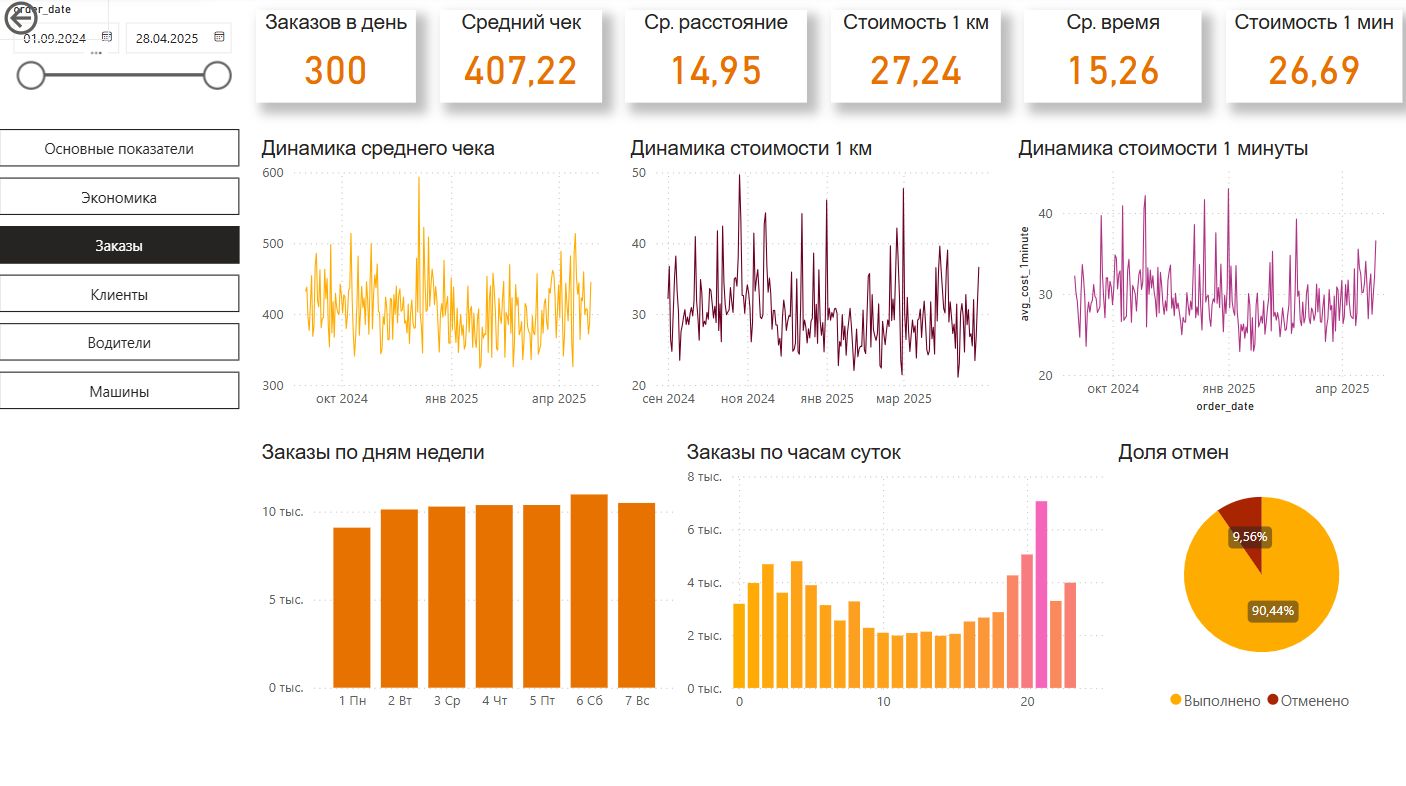 order_date
01.09.2024
28.04.2025
Основные показатели
Экономика
Заказы
Клиенты
Водители
Машины
Заказов в день
300
Средний чек
407,22
Ср. расстояние
14,95
Стоимость 1 км
27,24
Ср. время
15,26
Стоимость 1 мин
26,69
Динамика среднего чека
600
500
400
300
окт 2024
янв 2025
апр 2025
Динамика стоимости 1 км
50
40
30
20
сен 2024
ноя 2024
янв 2025
мар 2025
Динамика стоимости 1 минуты
avg_cost_1minute
40
30
20
окт 2024
янв 2025
апр 2025
order_date
Заказы по дням недели
10 тыс.
5 тыс.
0 тыс.
1 Пн
2 Вт
3 Ср
4 Чт
5 Пт
6 Сб
7 Вс
Заказы по часам суток
8 тыс.
6 тыс.
4 тыс.
2 тыс.
0 тыс.
0
10
20
Доля отмен
9,56%
90,44%
Выполнено
Отменено